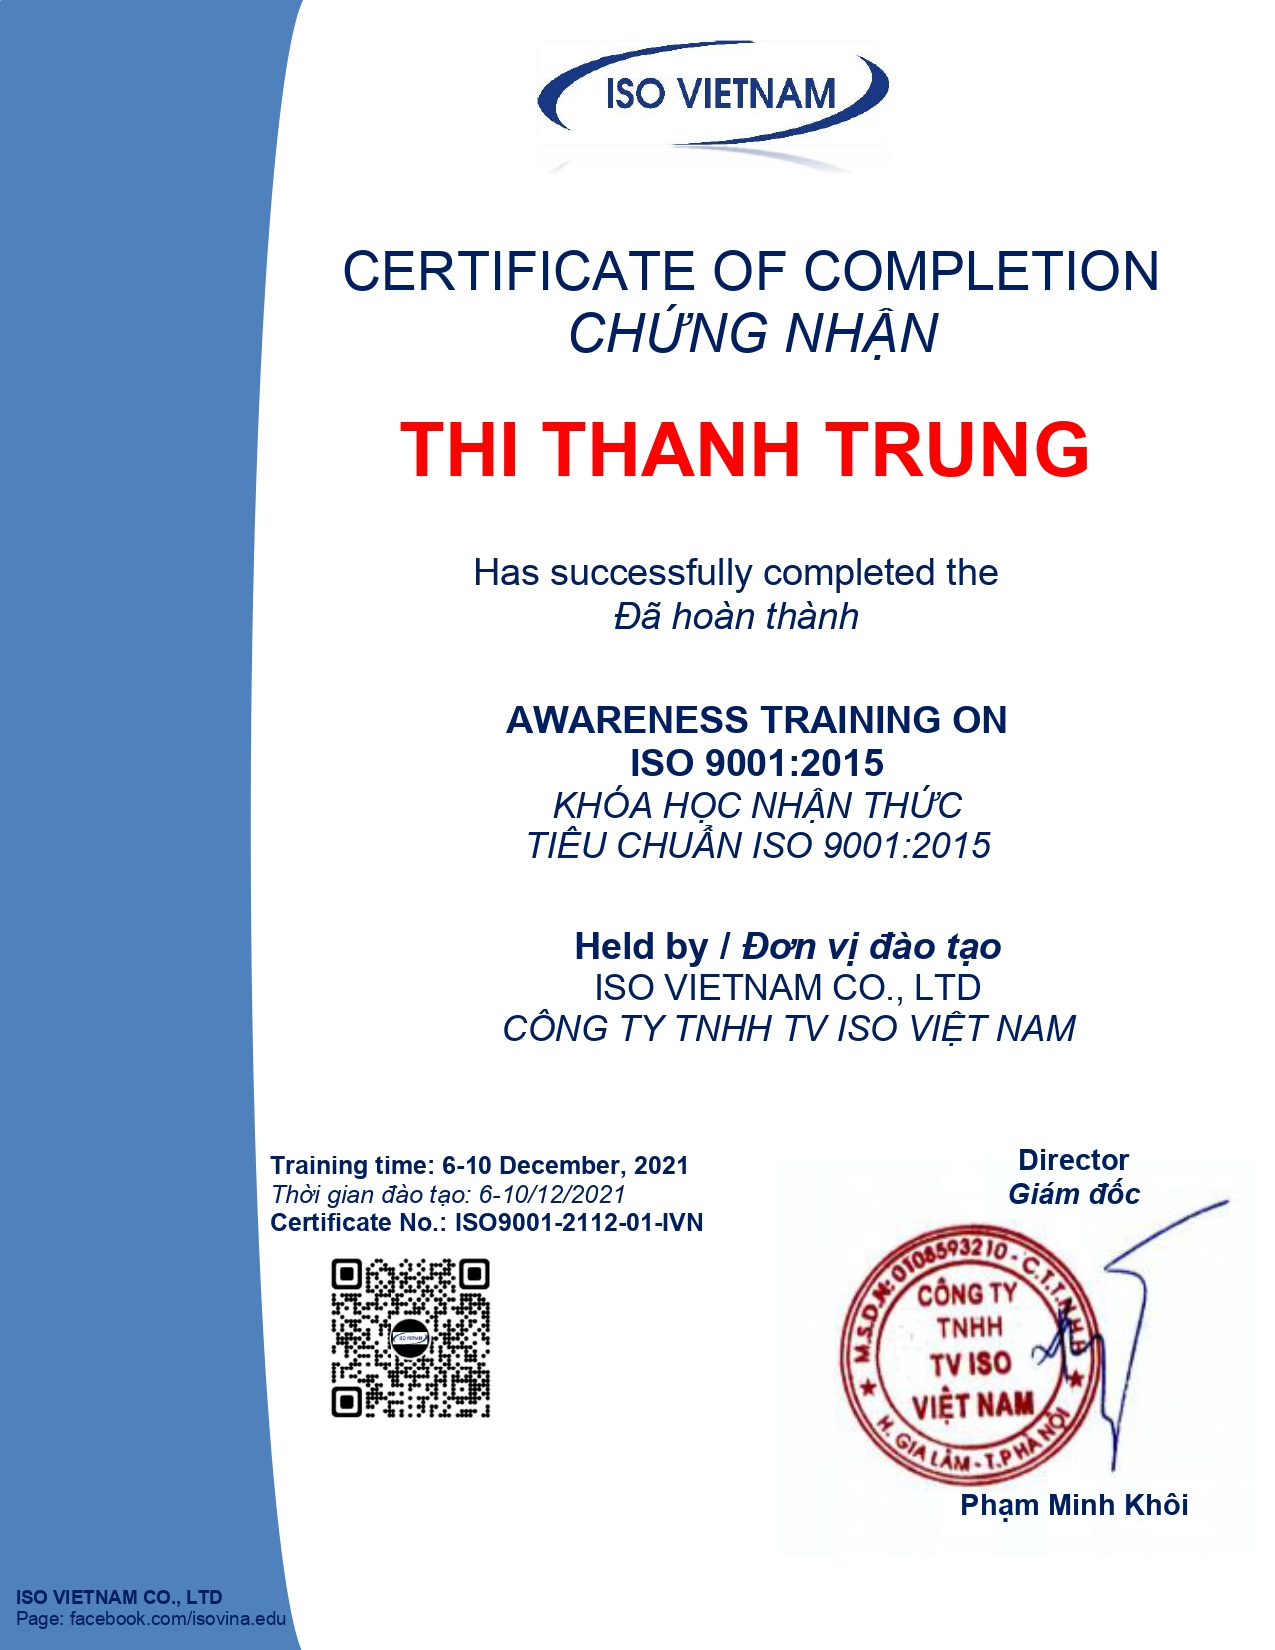 ISO VIETNAM
CERTIFICATE OF COMPLETION
CHỨNG NHẬN
THI THANH TRUNG
Has successfully completed the
Đã hoàn thành
AWARENESS TRAINING ON
ISO 9001:2015
KHÓA HỌC NHẬN THỨC
TIÊU CHUẨN ISO 9001:2015
Held by / Đơn vị đào tạo
ISO VIETNAM CO., LTD
CÔNG TY TNHH TV ISO VIỆT NAM
Training time: 6-10 December, 2021
Thời gian đào tạo: 6-10/12/2021
Certificate No.: ISO9001-2112-01-IVN
ISO VIETNAM
Director
Giám đốc
M.S.D.N: 0108593210 - C.T.T.N.H.H
CÔNG TY
TNHH
TV ISO
VIỆT NAM
H. GIA LÂM - T.P HÀ NỘI
Phạm Minh Khôi
ISO VIETNAM CO., LTD
Page: facebook.com/isovina.edu